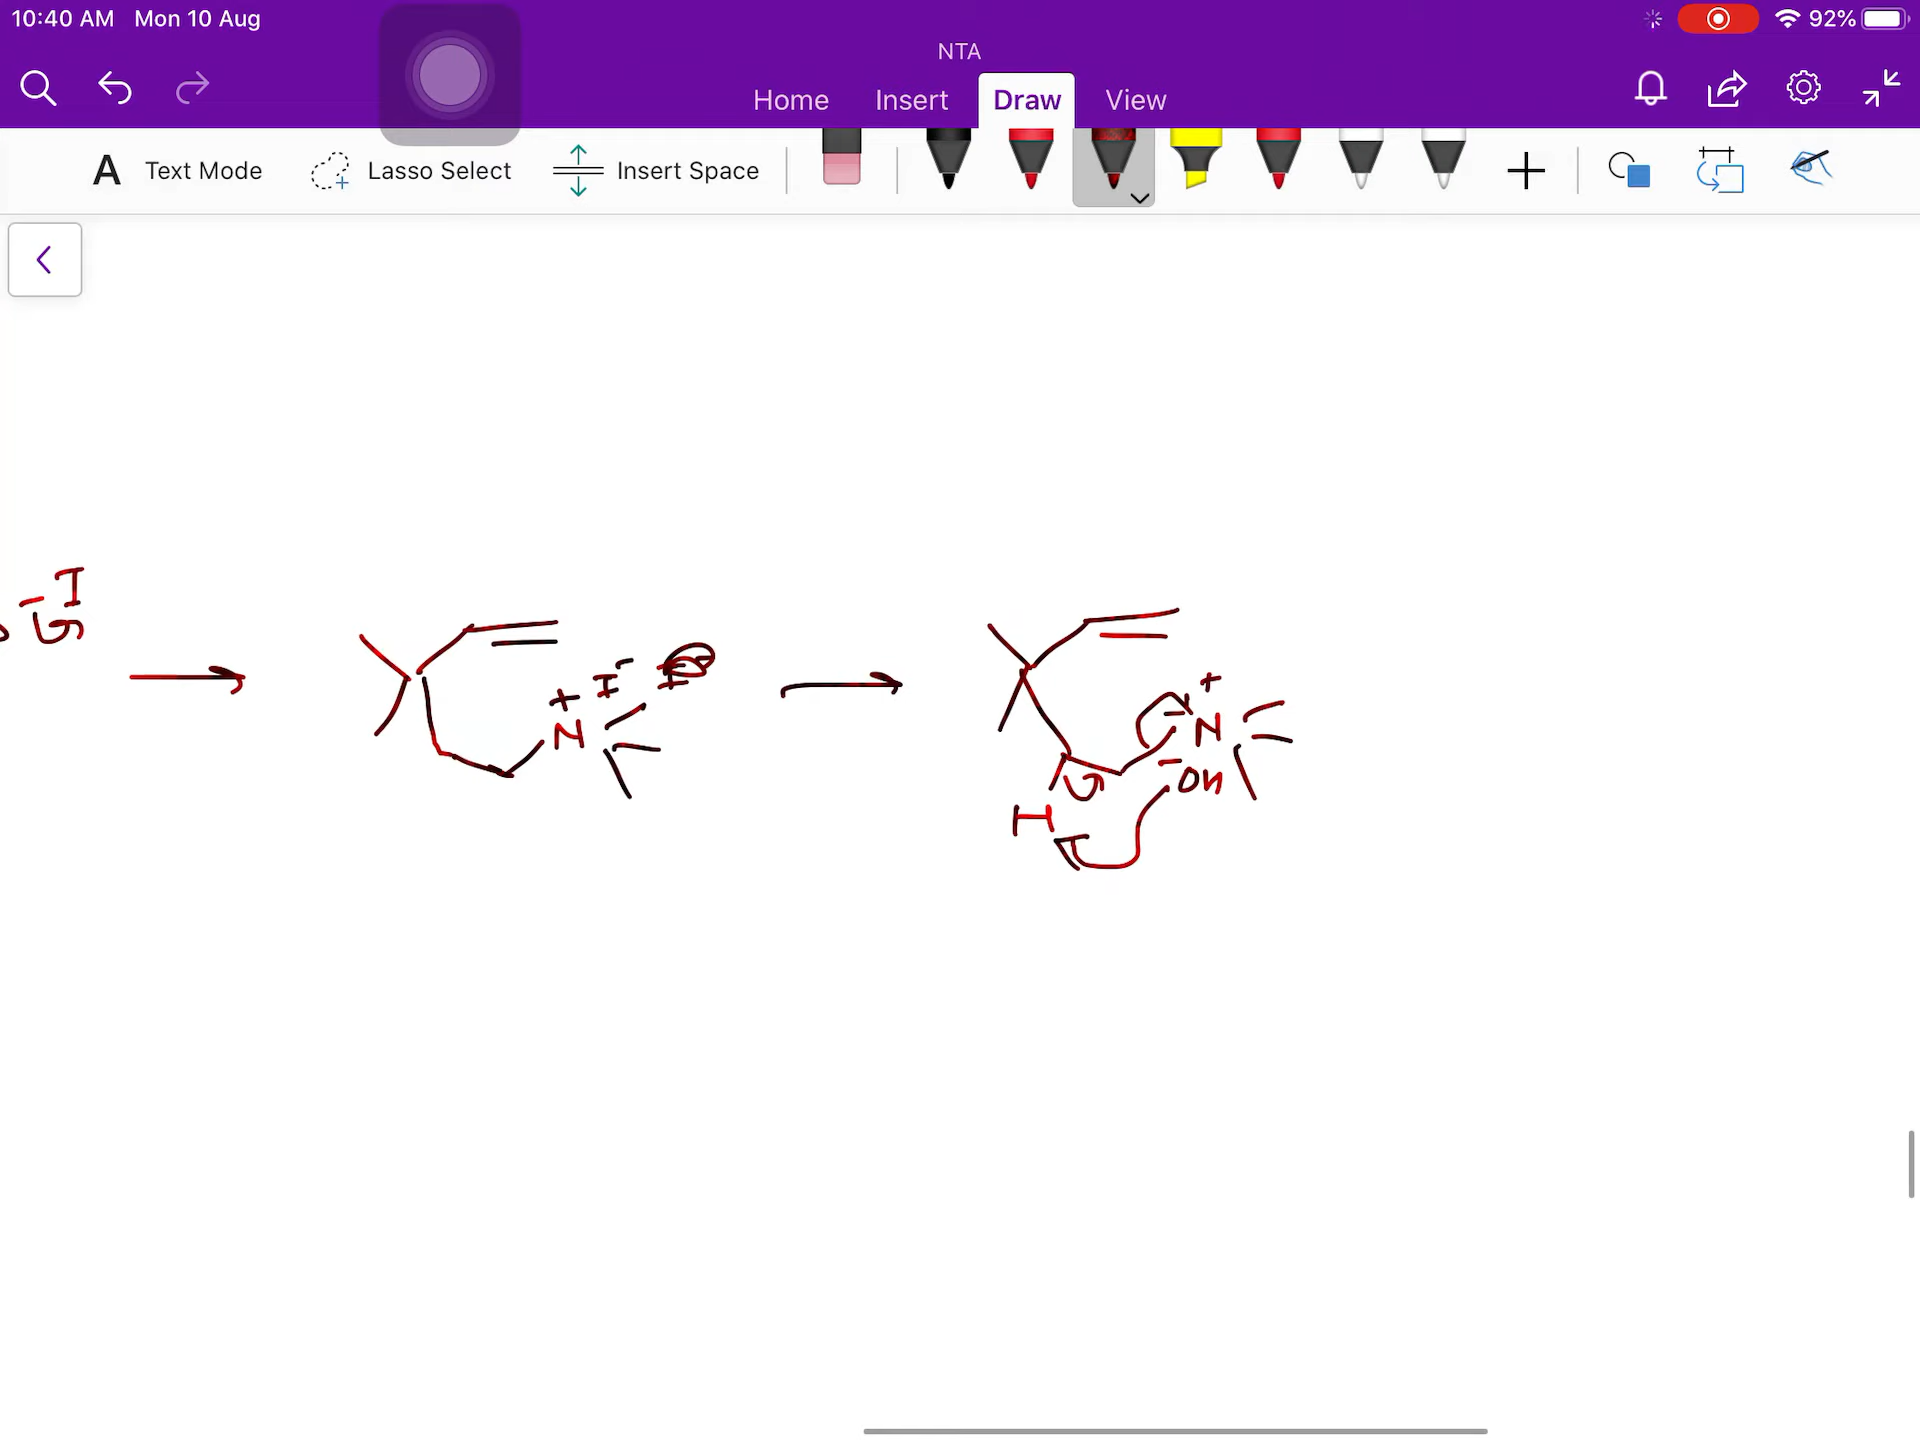 10:40 AM Mon 10 Aug
92%
NTA
Home Insert Draw View
A Text Mode Lasso Select Insert Space
I
+ I
N
+
N
OH
H